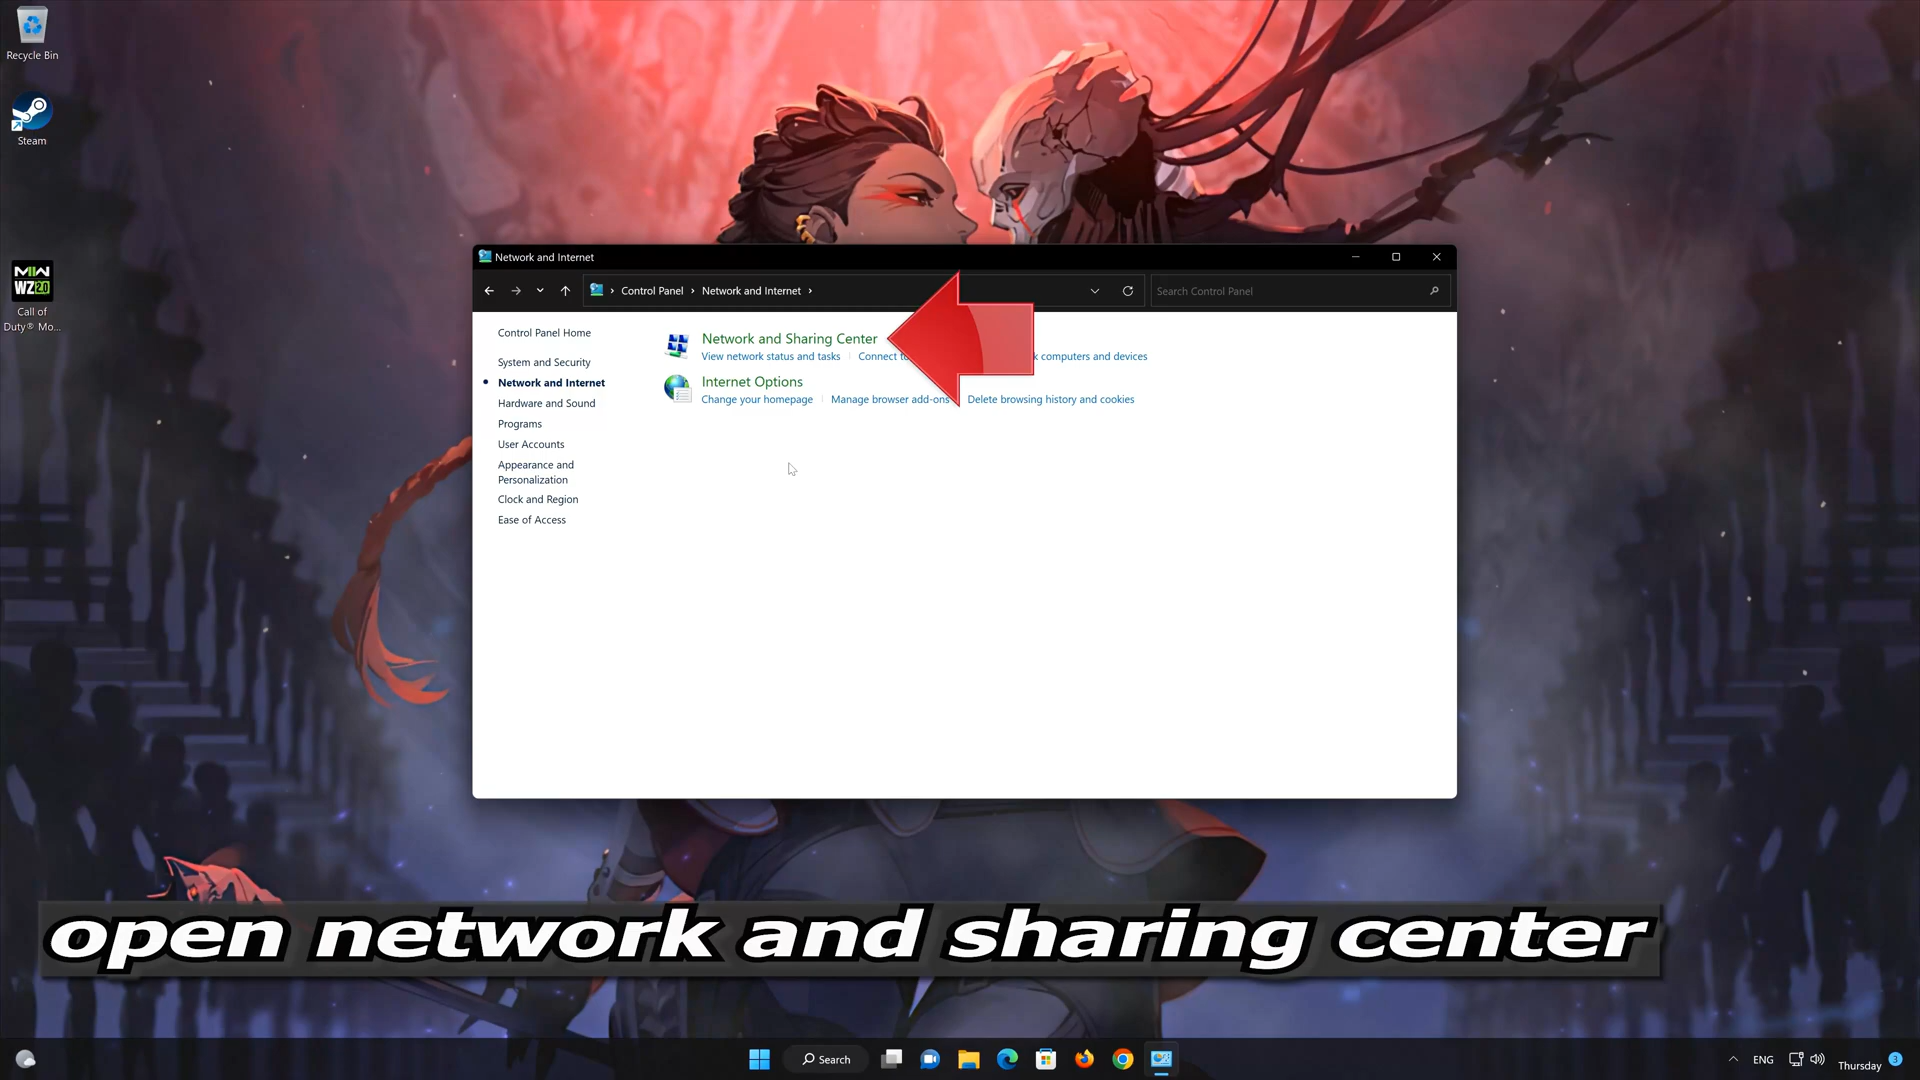 Recycle Bin
Steam
MW
WZ 2.0
Call of
Duty® Mo...
Network and Internet
Control Panel
Network and Internet
Search Control Panel
Control Panel Home
System and Security
Network and Internet
Hardware and Sound
Programs
User Accounts
Appearance and
Personalization
Clock and Region
Ease of Access
Network and Sharing Center
View network status and tasks
Connect to
computers and devices
Internet Options
Change your homepage
Manage browser add-ons
Delete browsing history and cookies
open network and sharing center
Search
ENG
Thursday
3